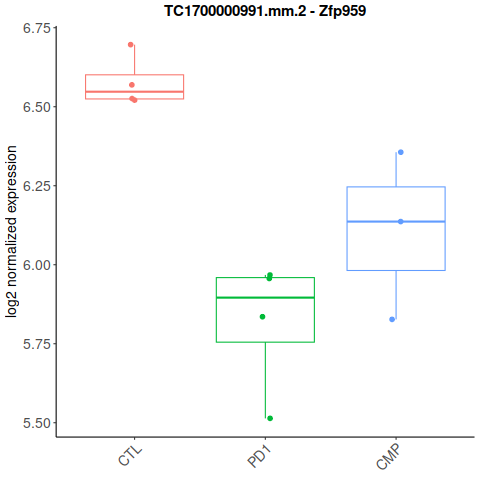 TC1700000991.mm.2 - Zfp959
log2 normalized expression
6.75
6.50
6.25
6.00
5.75
5.50
CTL
PD1
CMP